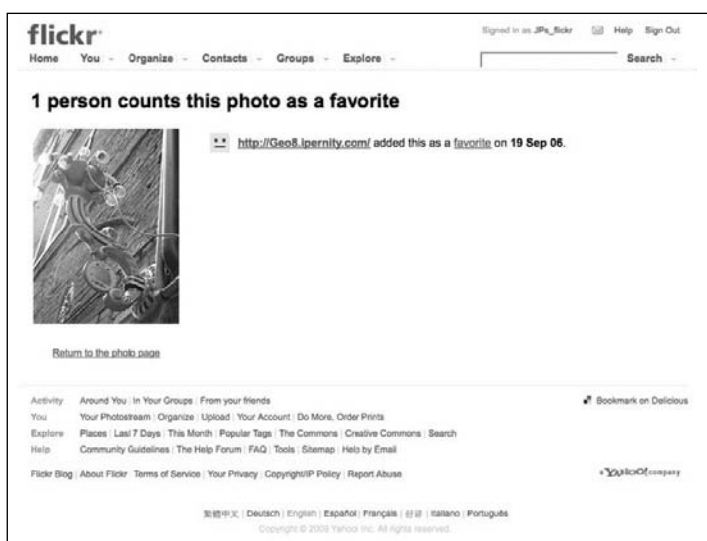 flickr
Signed in as JPs_flickr Help Sign Out
Home You Organize Contacts Groups Explore Search
1 person counts this photo as a favorite
http://Geo8.ipernity.com/ added this as a favorite on 19 Sep 06.
Return to the photo page
Activity Around You | In Your Groups | From your friends
Bookmark on Delicious
You Your Photostream | Organize | Upload | Your Account | Do More, Order Prints
Explore Places | Last 7 Days | This Month | Popular Tags | The Commons | Creative Commons | Search
Help Community Guidelines | The Help Forum | FAQ | Tools | Sitemap | Help by Email
Flickr Blog | About Flickr Terms of Service | Your Privacy | Copyright/IP Policy | Report Abuse
a YAHOO! company
繁體中文 | Deutsch | English | Español | Français | 한글 | Italiano | Português
Copyright © 2009 Yahoo! Inc. All rights reserved.